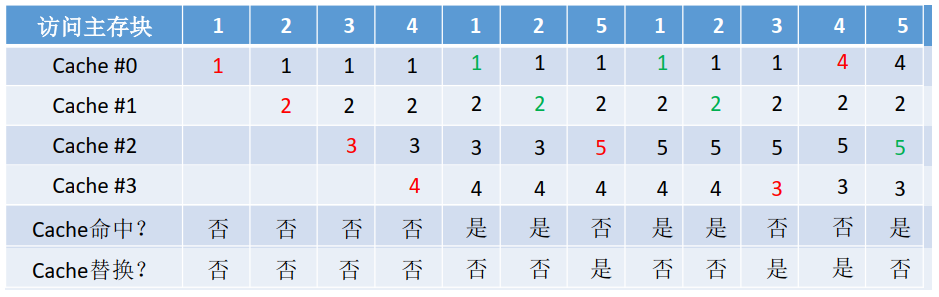 访问主存块 1 2 3 4 1 2 5 1 2 3 4 5
Cache #0 1 1 1 1 1 1 1 1 1 1 4 4
Cache #1 2 2 2 2 2 2 2 2 2 2 2
Cache #2 3 3 3 3 5 5 5 5 5 5
Cache #3 4 4 4 4 4 4 3 3 3
Cache命中? 否 否 否 否 是 是 否 是 是 否 否 是
Cache替换? 否 否 否 否 否 否 是 否 否 是 是 否